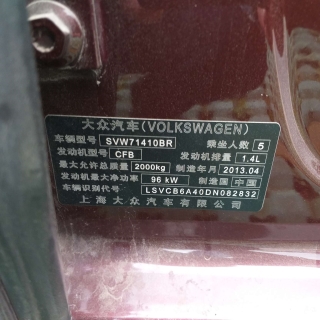 大众汽车(VOLKSWAGEN)
车辆型号 SVW71410BR 乘坐人数 5
发动机型号 CFB 发动机排量 1.4L
最大允许总质量 2000kg 制造年月 2013.04
发动机最大净功率 96 kW 制造国 中国
车辆识别代号 LSVCB6A40DN082832
上海大众汽车有限公司